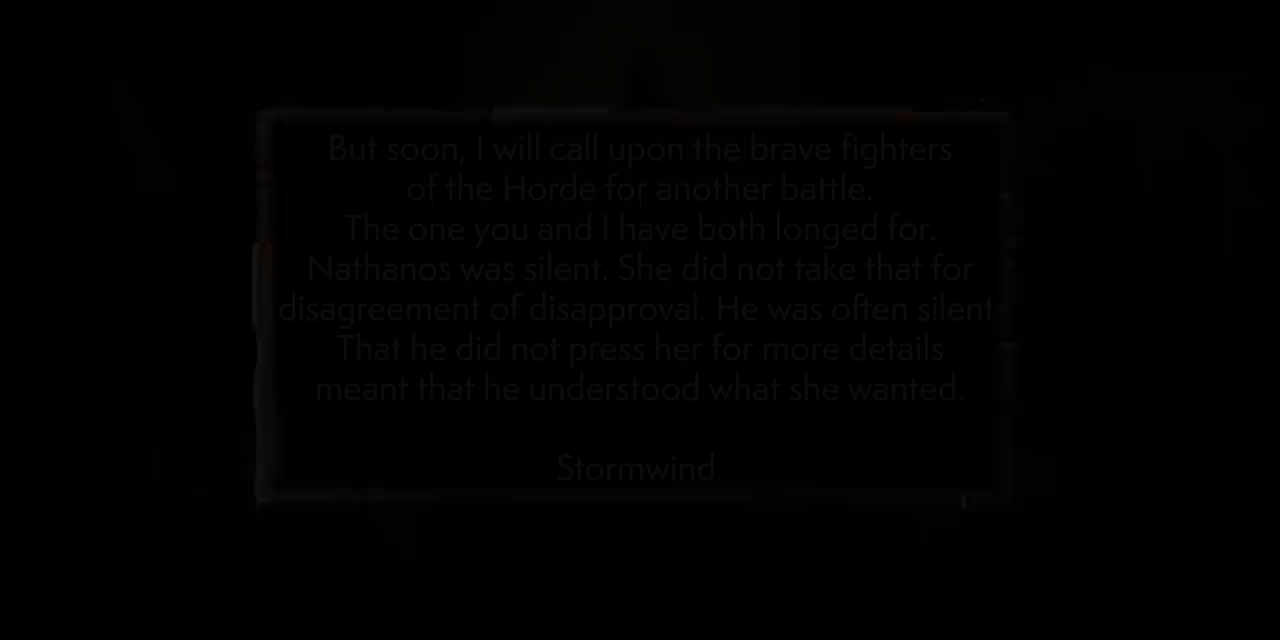 But soon, I will call upon the brave fighters
of the Horde for another battle.
The one you and I have both longed for.
Nathanos was silent. She did not take that for
disagreement of disapproval. He was often silent
That he did not press her for more details
meant that he understood what she wanted.
Stormwind.